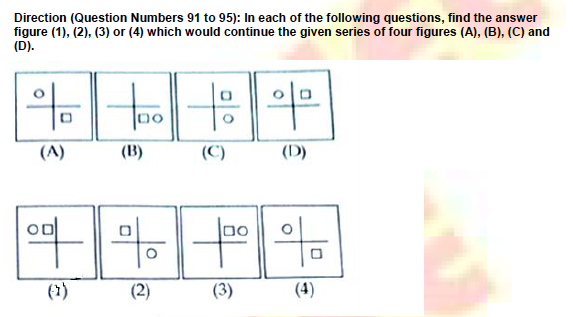 Direction (Question Numbers 91 to 95): In each of the following questions, find the answer
figure (1), (2), (3) or (4) which would continue the given series of four figures (A), (B), (C) and
(D).
(A) (B) (C) (D)
(1) (2) (3) (4)